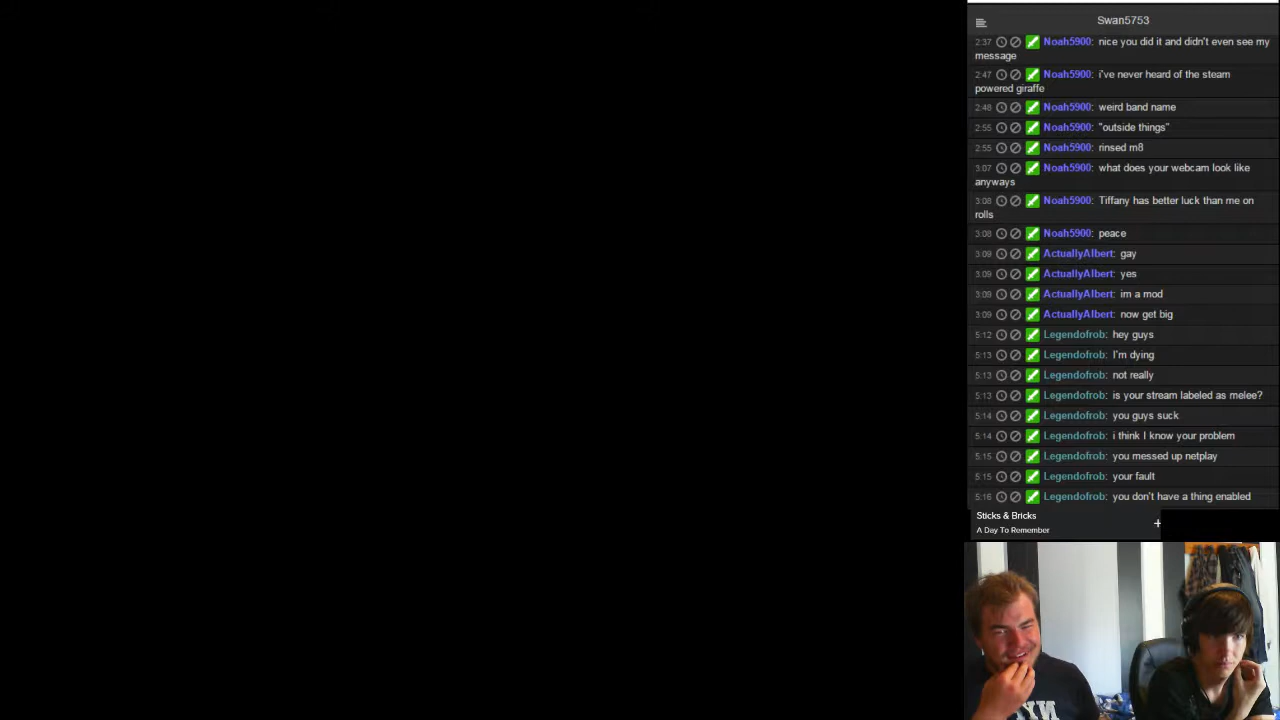 Swan5753
2:37 Noah5900: nice you did it and didn't even see my
message
2:47 Noah5900: i've never heard of the steam
powered giraffe
2:48 Noah5900: weird band name
2:55 Noah5900: "outside things"
2:55 Noah5900: rinsed m8
3:07 Noah5900: what does your webcam look like
anyways
3:08 Noah5900: Tiffany has better luck than me on
rolls
3:08 Noah5900: peace
3:09 ActuallyAlbert: gay
3:09 ActuallyAlbert: yes
3:09 ActuallyAlbert: im a mod
3:09 ActuallyAlbert: now get big
5:12 Legendofrob: hey guys
5:13 Legendofrob: I'm dying
5:13 Legendofrob: not really
5:13 Legendofrob: is your stream labeled as melee?
5:14 Legendofrob: you guys suck
5:14 Legendofrob: i think I know your problem
5:15 Legendofrob: you messed up netplay
5:15 Legendofrob: your fault
5:16 Legendofrob: you don't have a thing enabled
Sticks & Bricks
+
A Day To Remember